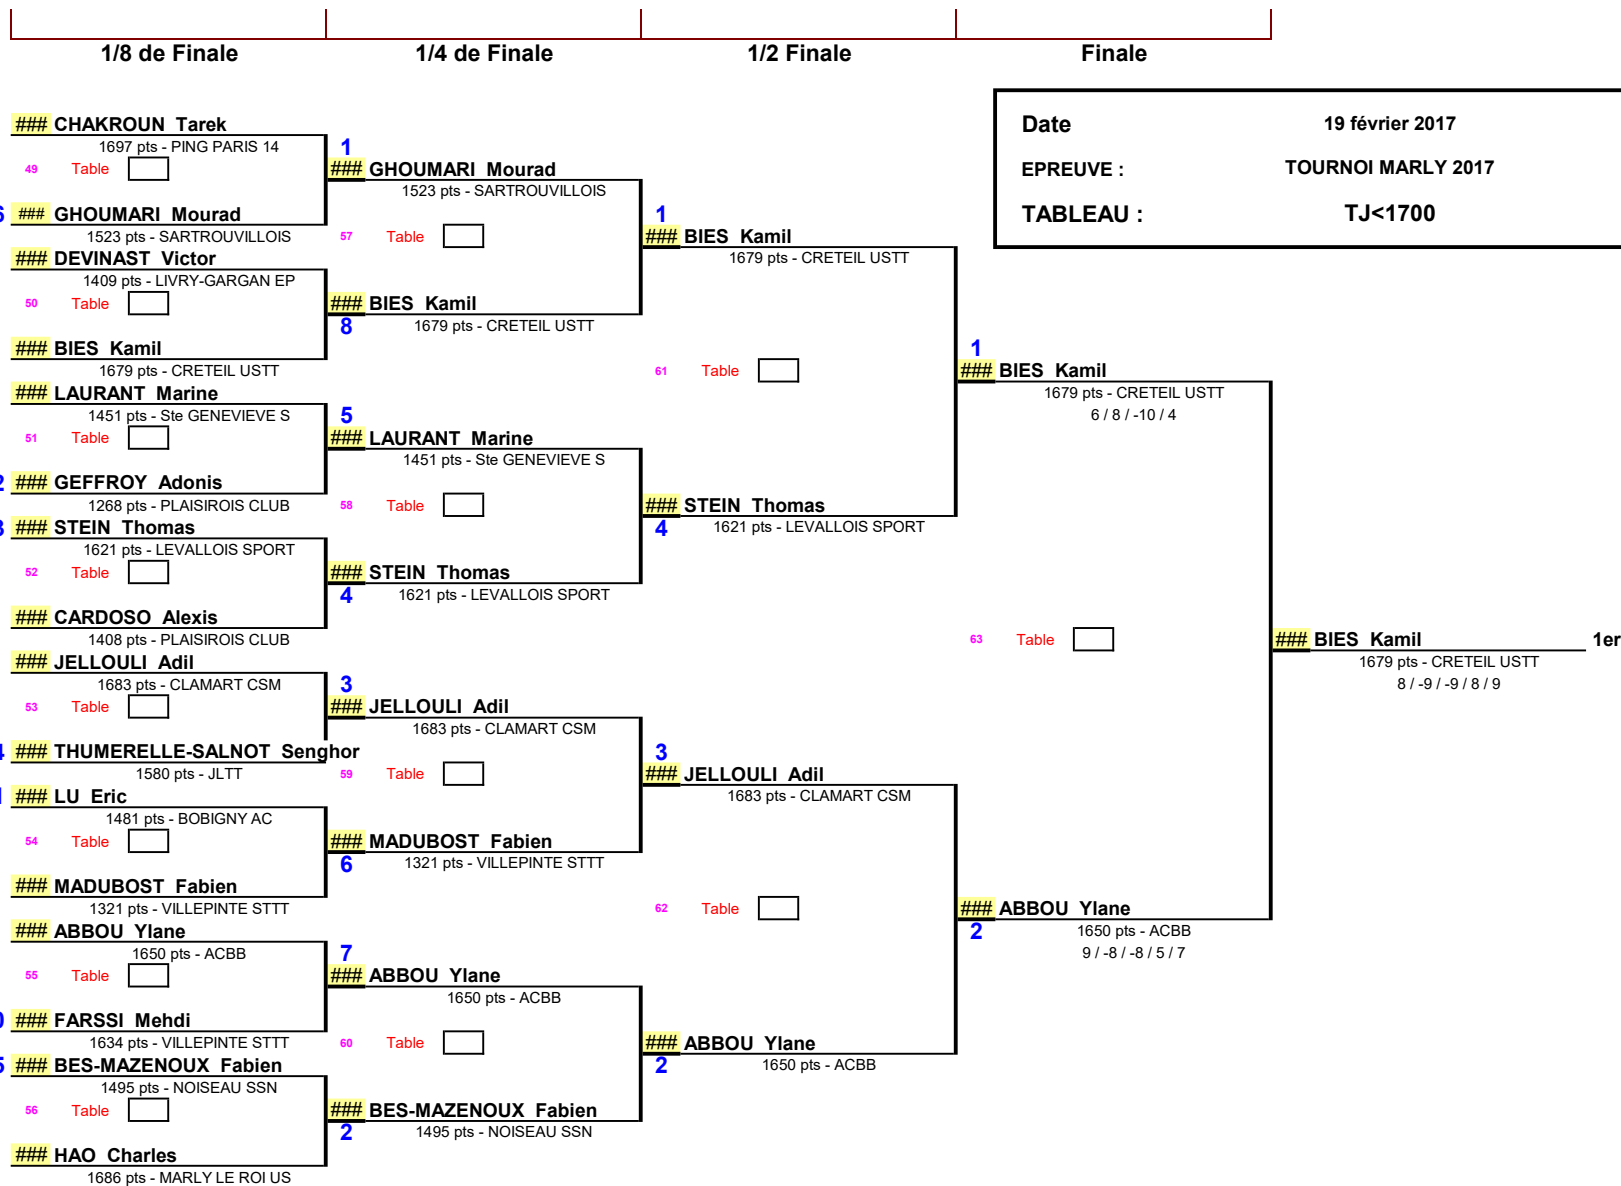 1/8 de Finale 1/4 de Finale 1/2 Finale Finale
Date 19 février 2017
EPREUVE : TOURNOI MARLY 2017
TABLEAU : TJ<1700
### CHAKROUN Tarek
1697 pts - PING PARIS 14
49 Table
### GHOUMARI Mourad
1523 pts - SARTROUVILLOIS
### DEVINAST Victor
1409 pts - LIVRY-GARGAN EP
50 Table
### BIES Kamil
1679 pts - CRETEIL USTT
### LAURANT Marine
1451 pts - Ste GENEVIEVE S
51 Table
### GEFFROY Adonis
1268 pts - PLAISIROIS CLUB
### STEIN Thomas
1621 pts - LEVALLOIS SPORT
52 Table
### CARDOSO Alexis
1408 pts - PLAISIROIS CLUB
### JELLOULI Adil
1683 pts - CLAMART CSM
53 Table
### THUMERELLE-SALNOT Senghor
1580 pts - JLTT
### LU Eric
1481 pts - BOBIGNY AC
54 Table
### MADUBOST Fabien
1321 pts - VILLEPINTE STTT
### ABBOU Ylane
1650 pts - ACBB
55 Table
### FARSSI Mehdi
1634 pts - VILLEPINTE STTT
### BES-MAZENOUX Fabien
1495 pts - NOISEAU SSN
56 Table
### HAO Charles
1686 pts - MARLY LE ROI US
1
### GHOUMARI Mourad
1523 pts - SARTROUVILLOIS
57 Table
### BIES Kamil
8
1679 pts - CRETEIL USTT
5
### LAURANT Marine
1451 pts - Ste GENEVIEVE S
58 Table
### STEIN Thomas
4
1621 pts - LEVALLOIS SPORT
3
### JELLOULI Adil
1683 pts - CLAMART CSM
59 Table
### MADUBOST Fabien
6
1321 pts - VILLEPINTE STTT
7
### ABBOU Ylane
1650 pts - ACBB
60 Table
### BES-MAZENOUX Fabien
2
1495 pts - NOISEAU SSN
1
### BIES Kamil
1679 pts - CRETEIL USTT
61 Table
### STEIN Thomas
4
1621 pts - LEVALLOIS SPORT
3
### JELLOULI Adil
1683 pts - CLAMART CSM
62 Table
### ABBOU Ylane
2
1650 pts - ACBB
1
### BIES Kamil
1679 pts - CRETEIL USTT
6 / 8 / -10 / 4
63 Table
### ABBOU Ylane
2
1650 pts - ACBB
9 / -8 / -8 / 5 / 7
### BIES Kamil 1er
1679 pts - CRETEIL USTT
8 / -9 / -9 / 8 / 9